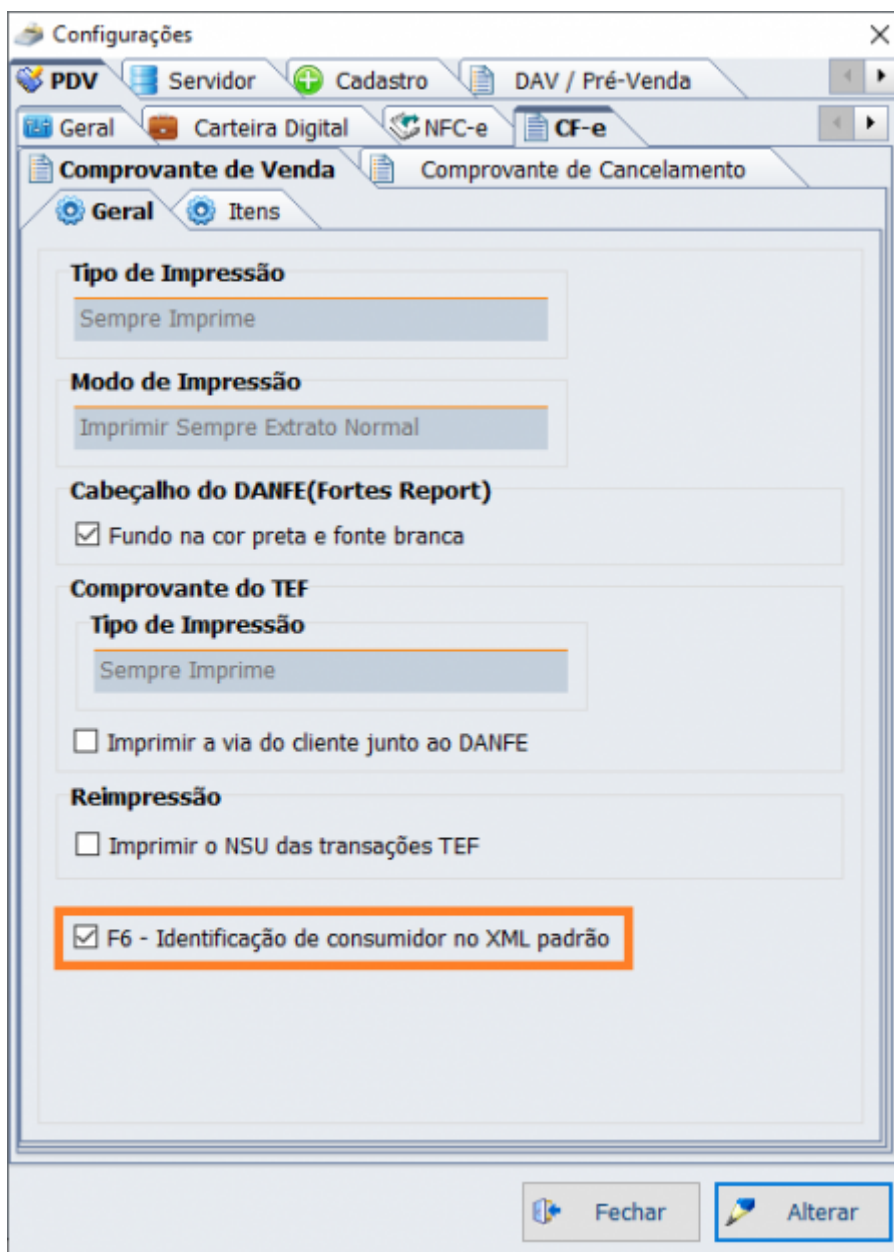 Configurações
PDV Servidor Cadastro DAV / Pré-Venda
Geral Carteira Digital NFC-e CF-e
Comprovante de Venda Comprovante de Cancelamento
Geral Itens
Tipo de Impressão
Sempre Imprime
Modo de Impressão
Imprimir Sempre Extrato Normal
Cabeçalho do DANFE(Fortes Report)
Fundo na cor preta e fonte branca
Comprovante do TEF
Tipo de Impressão
Sempre Imprime
Imprimir a via do cliente junto ao DANFE
Reimpressão
Imprimir o NSU das transações TEF
F6 - Identificação de consumidor no XML padrão
Fechar Alterar